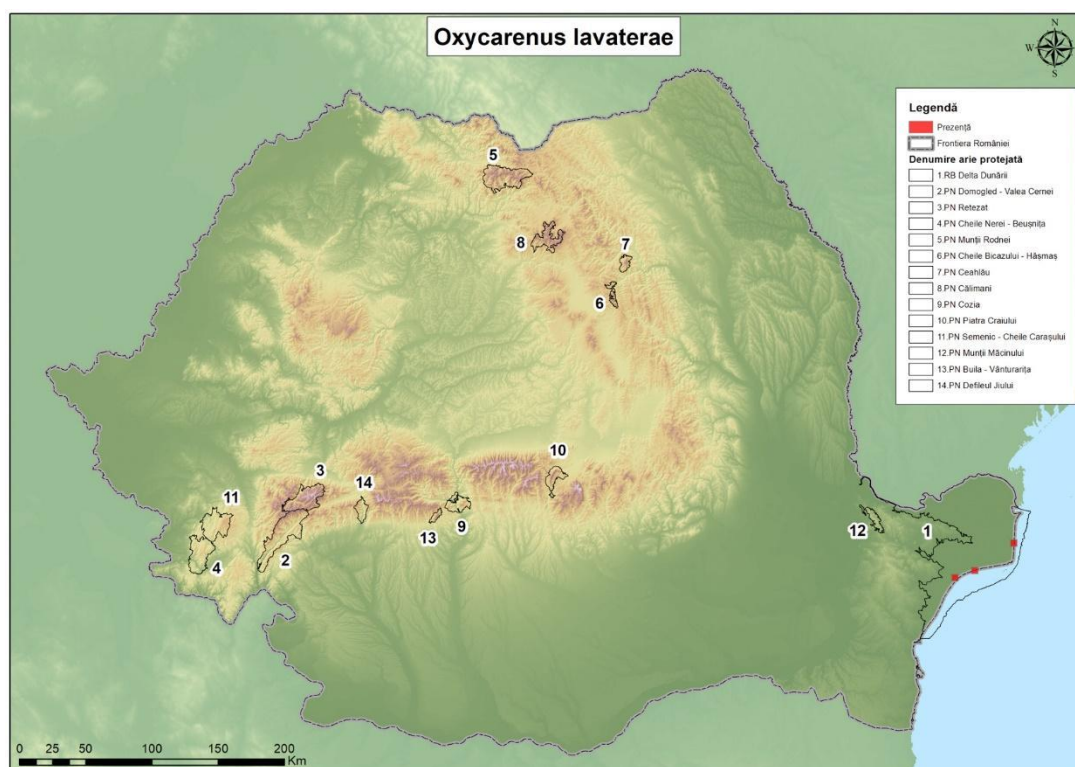 Oxycarenus lavaterae
N
W
E
S
Legendă
Prezență
Frontiera României
Denumire arie protejată
1.RB Delta Dunării
2.PN Domogled - Valea Cernei
3.PN Retezat
4.PN Cheile Nerei - Beușnița
5.PN Munții Rodnei
6.PN Cheile Bicazului - Hășmaș
7.PN Ceahlău
8.PN Călimani
9.PN Cozia
10.PN Piatra Craiului
11.PN Semenic - Cheile Carașului
12.PN Munții Măcinului
13.PN Buila - Vânturarița
14.PN Defileul Jiului
5
8
7
6
10
3
14
11
9
13
12
1
4
2
0 25 50 100 150 200
Km